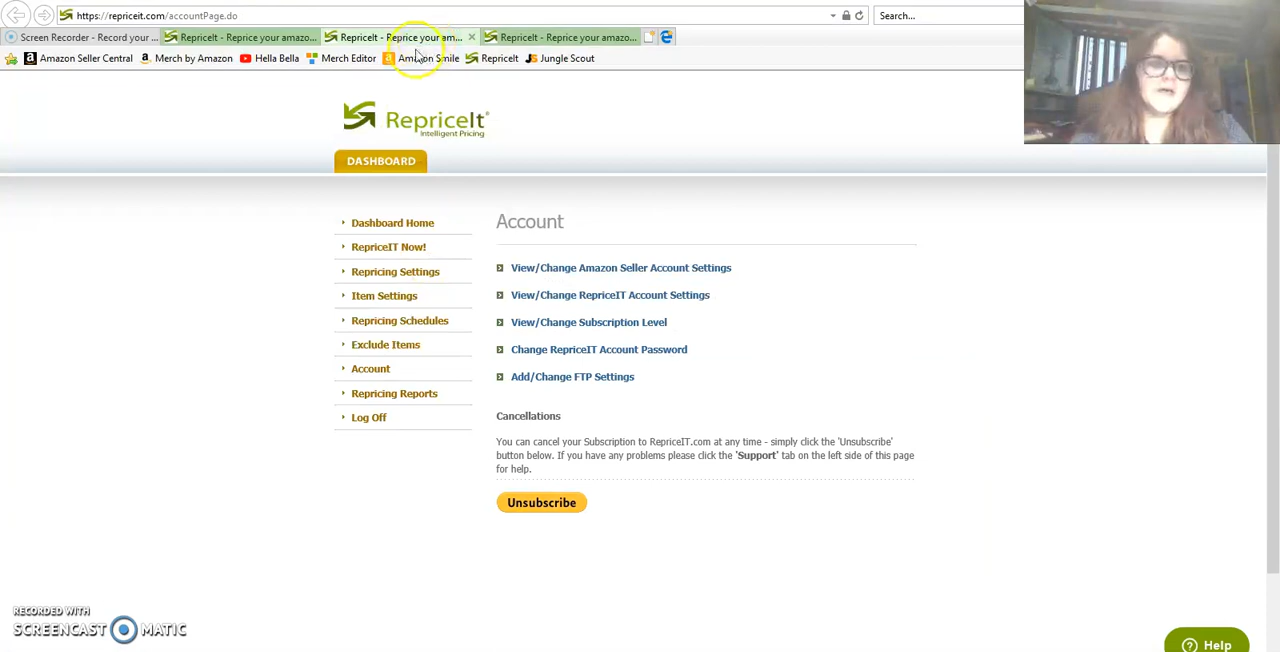 https://repriceit.com/accountPage.do
Search...
Screen Recorder - Record your ...
RepriceIt - Reprice your amazo...
RepriceIt - Reprice your am...
RepriceIt - Reprice your amazo...
Amazon Seller Central
Merch by Amazon
Hella Bella
Merch Editor
Amazon Smile
RepriceIt
Jungle Scout
RepriceIt®
Intelligent Pricing
DASHBOARD
Dashboard Home
RepriceIT Now!
Repricing Settings
Item Settings
Repricing Schedules
Exclude Items
Account
Repricing Reports
Log Off
Account
View/Change Amazon Seller Account Settings
View/Change RepriceIT Account Settings
View/Change Subscription Level
Change RepriceIT Account Password
Add/Change FTP Settings
Cancellations
You can cancel your Subscription to RepriceIT.com at any time - simply click the 'Unsubscribe'
button below. If you have any problems please click the 'Support' tab on the left side of this page
for help.
Unsubscribe
RECORDED WITH
SCREENCAST MATIC
Help